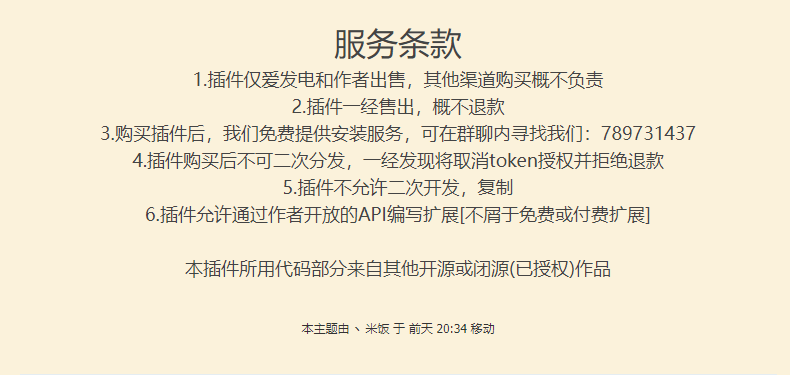 服务条款
1.插件仅爱发电和作者出售，其他渠道购买概不负责
2.插件一经售出，概不退款
3.购买插件后，我们免费提供安装服务，可在群聊内寻找我们：789731437
4.插件购买后不可二次分发，一经发现将取消token授权并拒绝退款
5.插件不允许二次开发，复制
6.插件允许通过作者开放的API编写扩展[不屑于免费或付费扩展]
本插件所用代码部分来自其他开源或闭源(已授权)作品
本主题由 丶 米饭 于 前天 20:34 移动